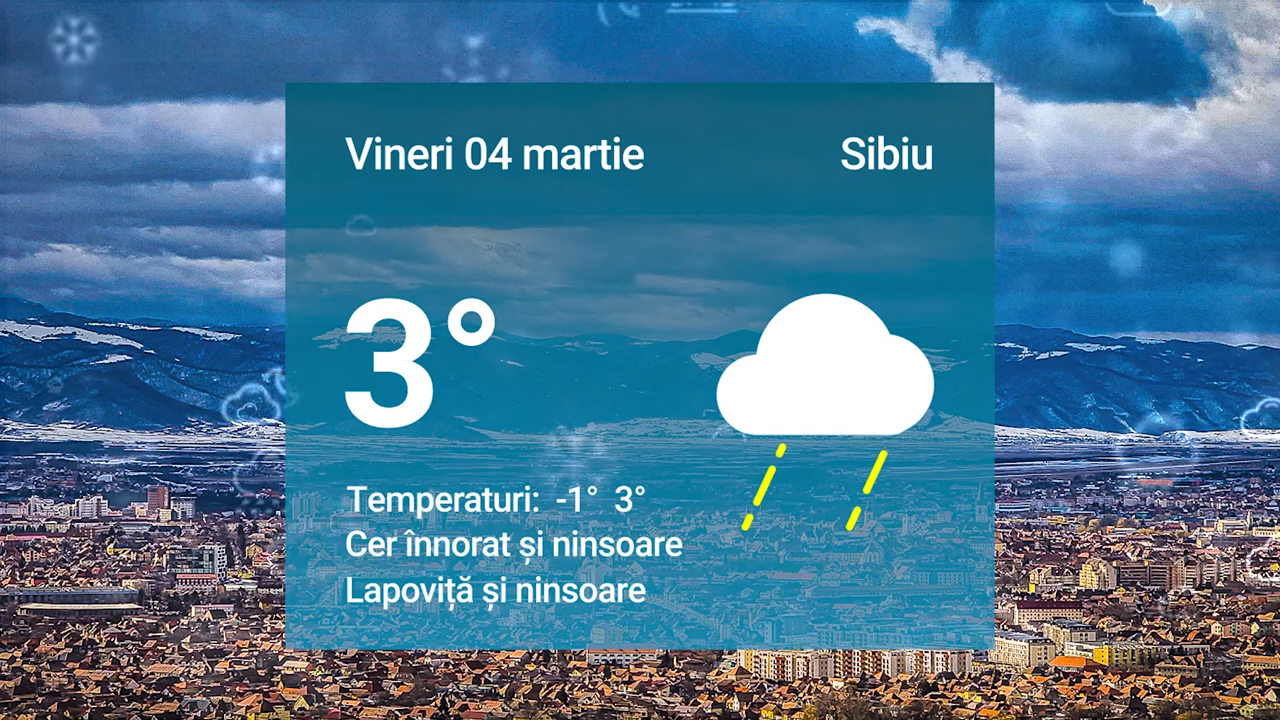 Vineri 04 martie Sibiu
3°
Temperaturi: -1° 3°
Cer înnorat și ninsoare
Lapoviță și ninsoare